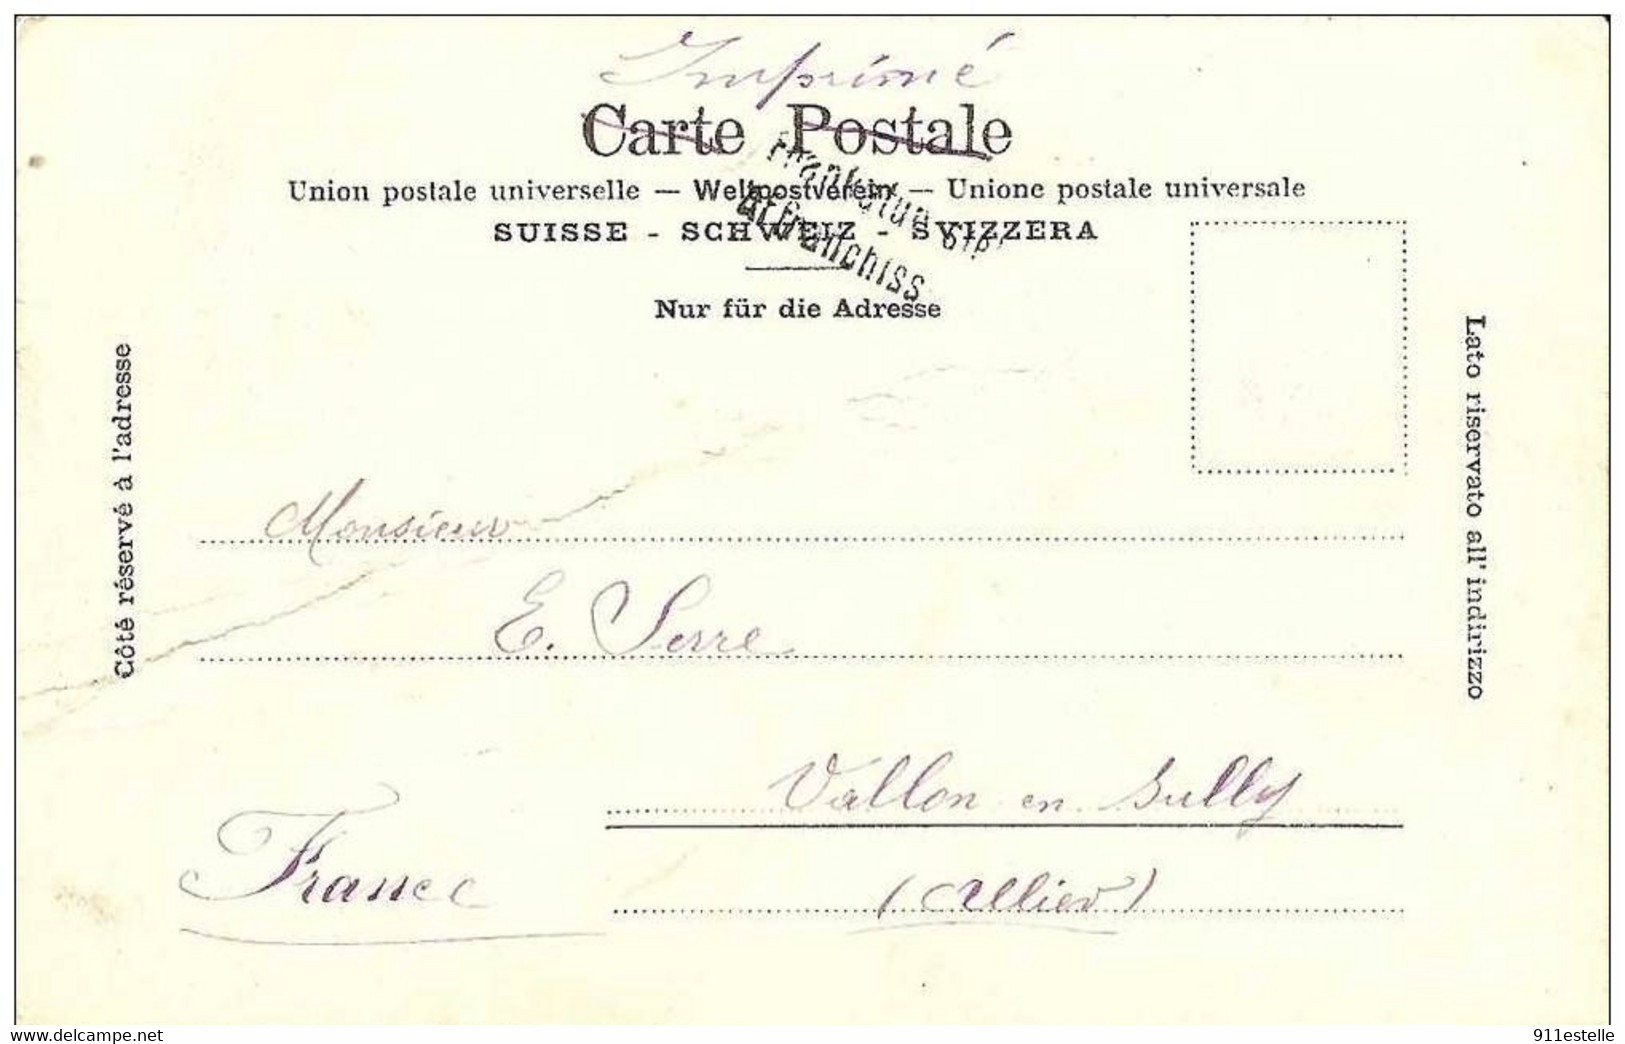 Imprimé
Carte Postale
Union postale universelle — Weltpostverein — Unione postale universale
SUISSE - SCHWEIZ - SVIZZERA
Nur für die Adresse
Côté réservé à l'adresse
Lato riservato all' indirizzo
Monsieur
E. Serre
Vallon en Sully
France
(Allier)
delcampe.net
911estelle